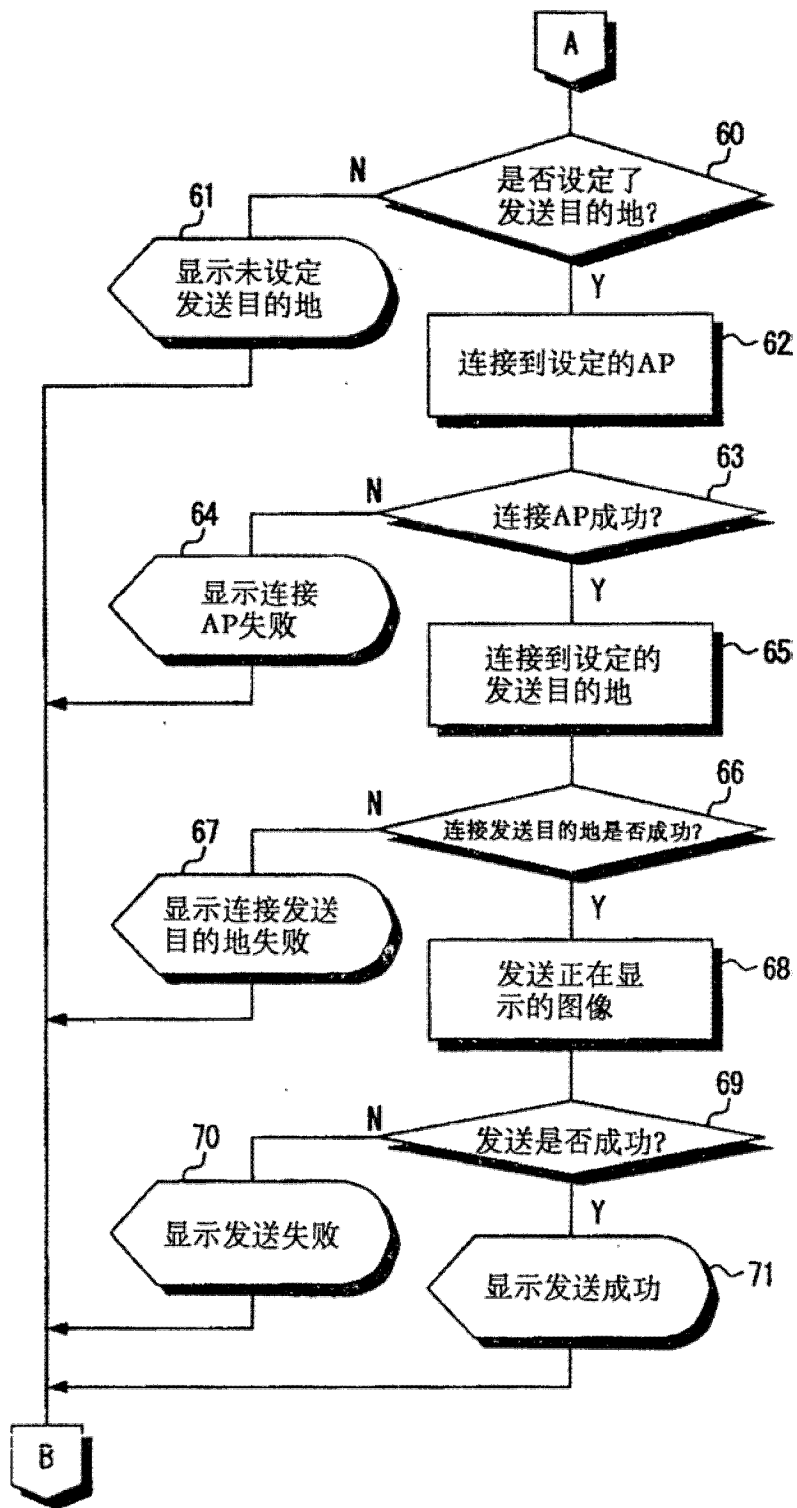 A
60
N
是否设定了
发送目的地?
61
显示未设定
发送目的地
Y
连接到设定的AP
62
63
N
连接AP成功?
64
显示连接
AP失败
Y
连接到设定的
发送目的地
65
66
N
连接发送目的地是否成功?
67
显示连接发送
目的地失败
Y
发送正在显
示的图像
68
69
N
发送是否成功?
70
显示发送失败
Y
显示发送成功
71
B